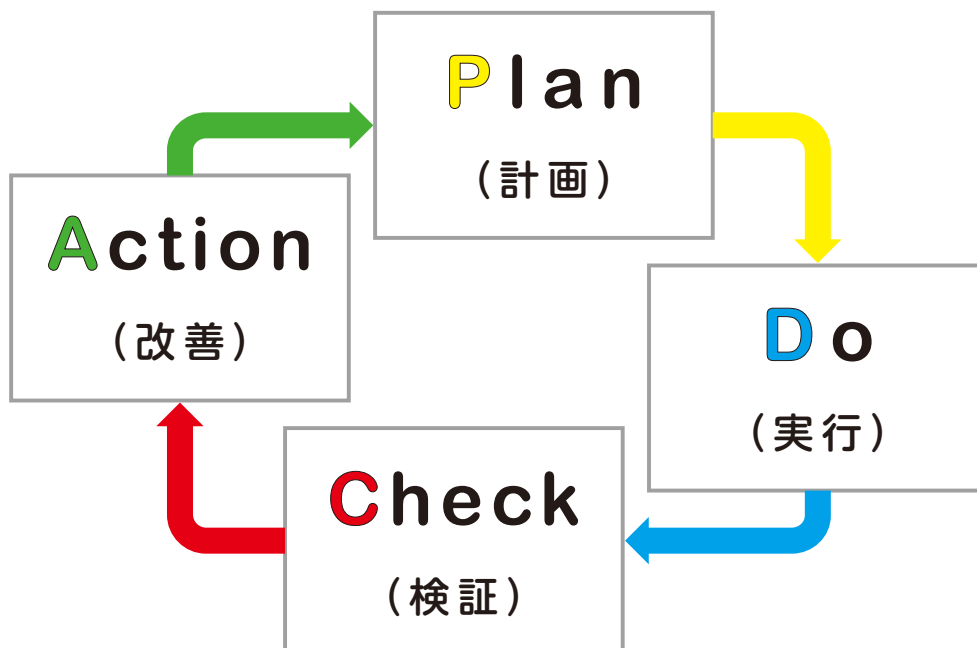 Plan
（計画）
Do
（実行）
Check
（検証）
Action
（改善）